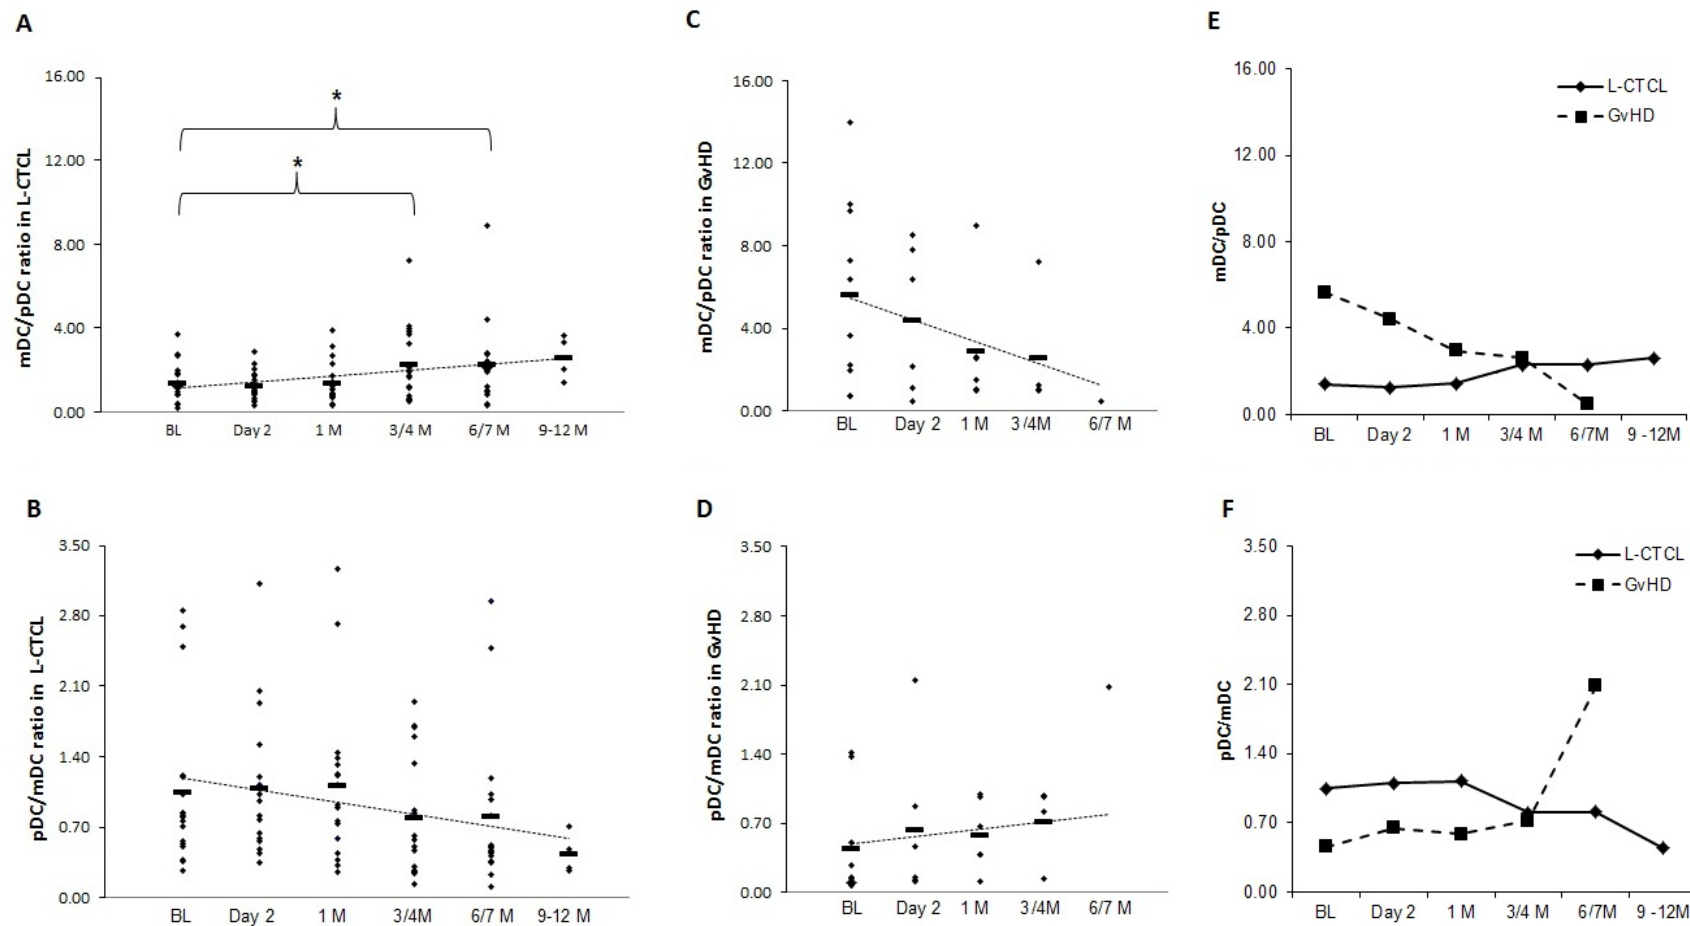 A
mDC/pDC ratio in L-CTCL
16.00
12.00
8.00
4.00
0.00
*
*
BL Day 2 1 M 3/4 M 6/7 M 9-12 M
C
mDC/pDC ratio in GvHD
16.00
12.00
8.00
4.00
0.00
BL Day 2 1 M 3 /4M 6/7 M
E
mDC/pDC
16.00
12.00
8.00
4.00
0.00
L-CTCL
GvHD
BL Day 2 1 M 3/4 M 6/7M 9 -12M
B
pDC/mDC ratio in L-CTCL
3.50
2.80
2.10
1.40
0.70
0.00
BL Day 2 1 M 3/4M 6/7 M 9-12 M
D
pDC/mDC ratio in GvHD
3.50
2.80
2.10
1.40
0.70
0.00
BL Day 2 1 M 3 /4M 6/7 M
F
pDC/mDC
3.50
2.80
2.10
1.40
0.70
0.00
L-CTCL
GvHD
BL Day 2 1 M 3/4 M 6/7M 9 -12M